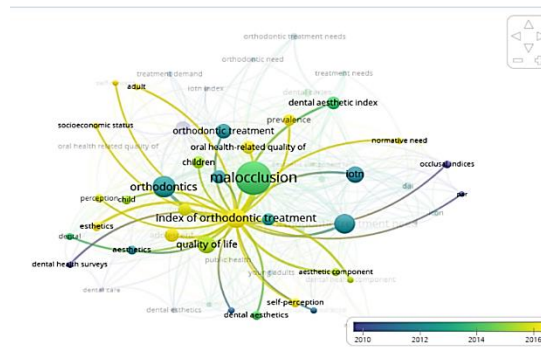 orthodontic treatment needs
orthodontic need
treatment demand
treatment needs
adult
iotn index
dental aesthetic index
socioeconomic status
orthodontic treatment
prevalence
oral health related quality of
oral health-related quality of
normative need
children
occlusal indices
malocclusion
iotn
orthodontics
dai
par
perception
child
index of orthodontic treatment
esthetics
dental
quality of life
aesthetics
public health
dental health surveys
young adults
aesthetic component
dental care
self-perception
dental esthetics
dental aesthetics
2010
2012
2014
2016